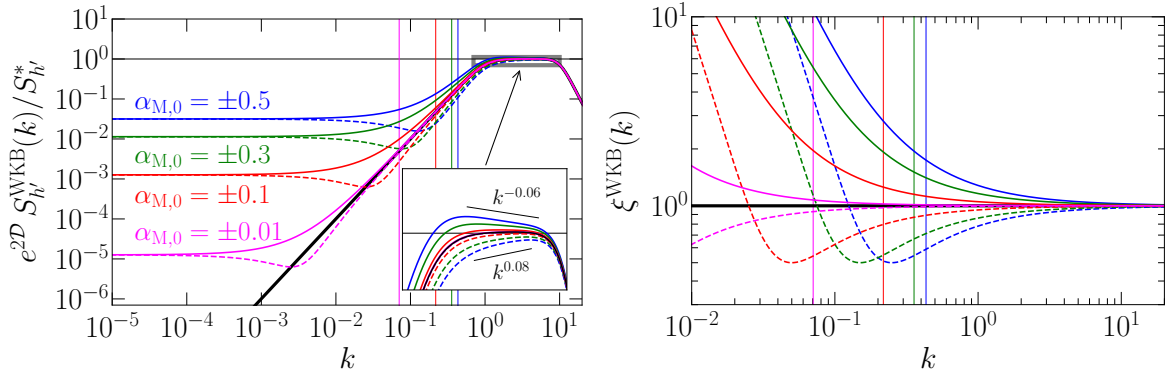 e^{2𝒟} S_{h'}^{WKB}(k)/S_{h'}^*
10^1
10^0
10^{-1}
10^{-2}
10^{-3}
10^{-4}
10^{-5}
10^{-6}
α_{M,0} = ±0.5
α_{M,0} = ±0.3
α_{M,0} = ±0.1
α_{M,0} = ±0.01
k^{-0.06}
k^{0.08}
10^{-5} 10^{-4} 10^{-3} 10^{-2} 10^{-1} 10^0 10^1
k
ξ^{WKB}(k)
10^1
10^0
10^{-2} 10^{-1} 10^0 10^1
k